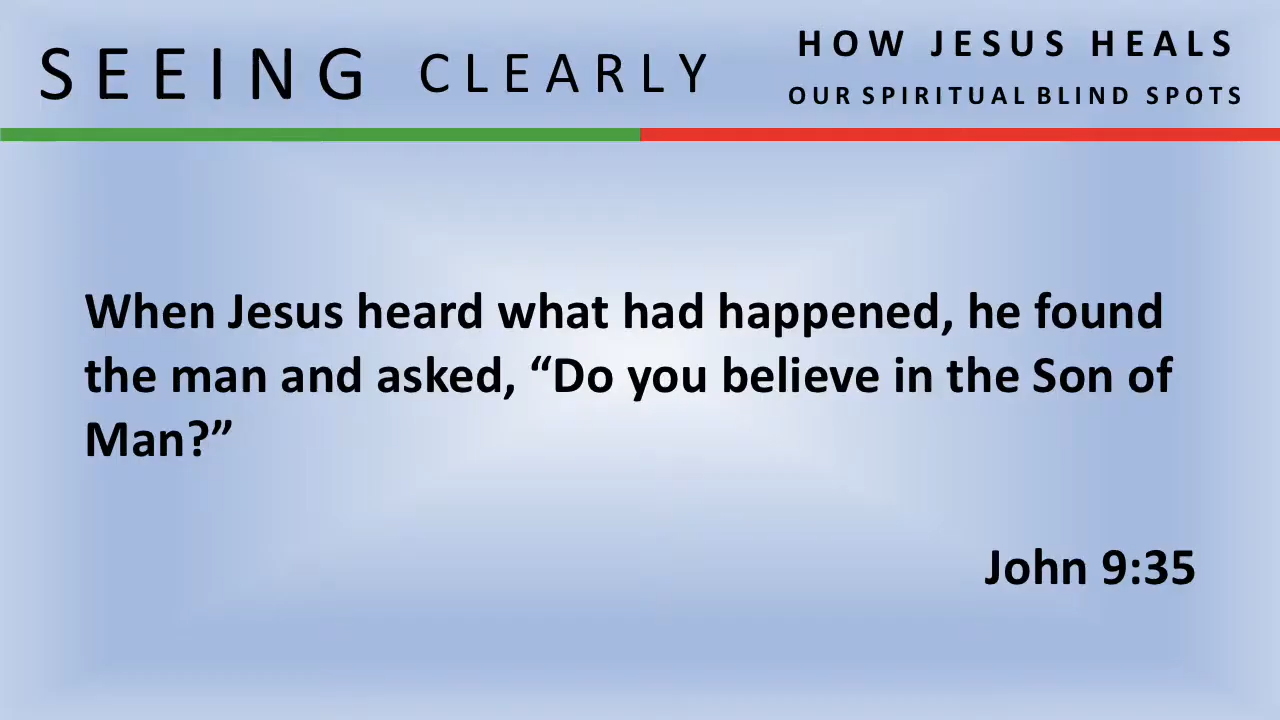 SEEING CLEARLY
HOW JESUS HEALS
OUR SPIRITUAL BLIND SPOTS
When Jesus heard what had happened, he found
the man and asked, “Do you believe in the Son of
Man?”
John 9:35